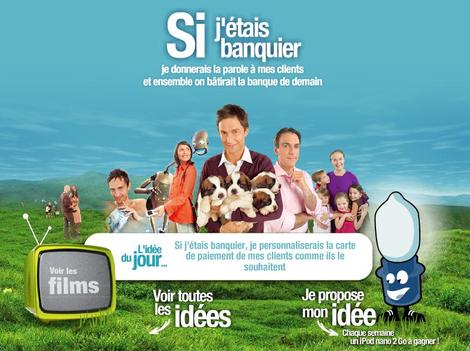 Si j'étais
banquier
je donnerais la parole à mes clients
et ensemble on bâtirait la banque de demain
L'idée
du jour...
Si j'étais banquier, je personnaliserais la carte
de paiement de mes clients comme ils le
souhaitent
Voir les
films
Voir toutes
les idées
Je propose
mon idée
Chaque semaine
un iPod nano 2 Go à gagner !